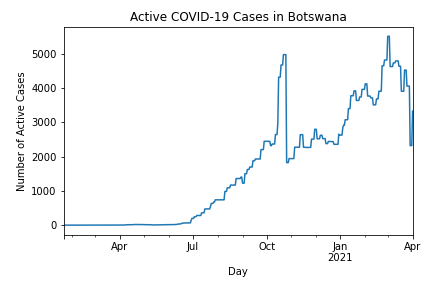 Active COVID-19 Cases in Botswana
Number of Active Cases
5000
4000
3000
2000
1000
0
Apr
Jul
Oct
Jan
2021
Apr
Day